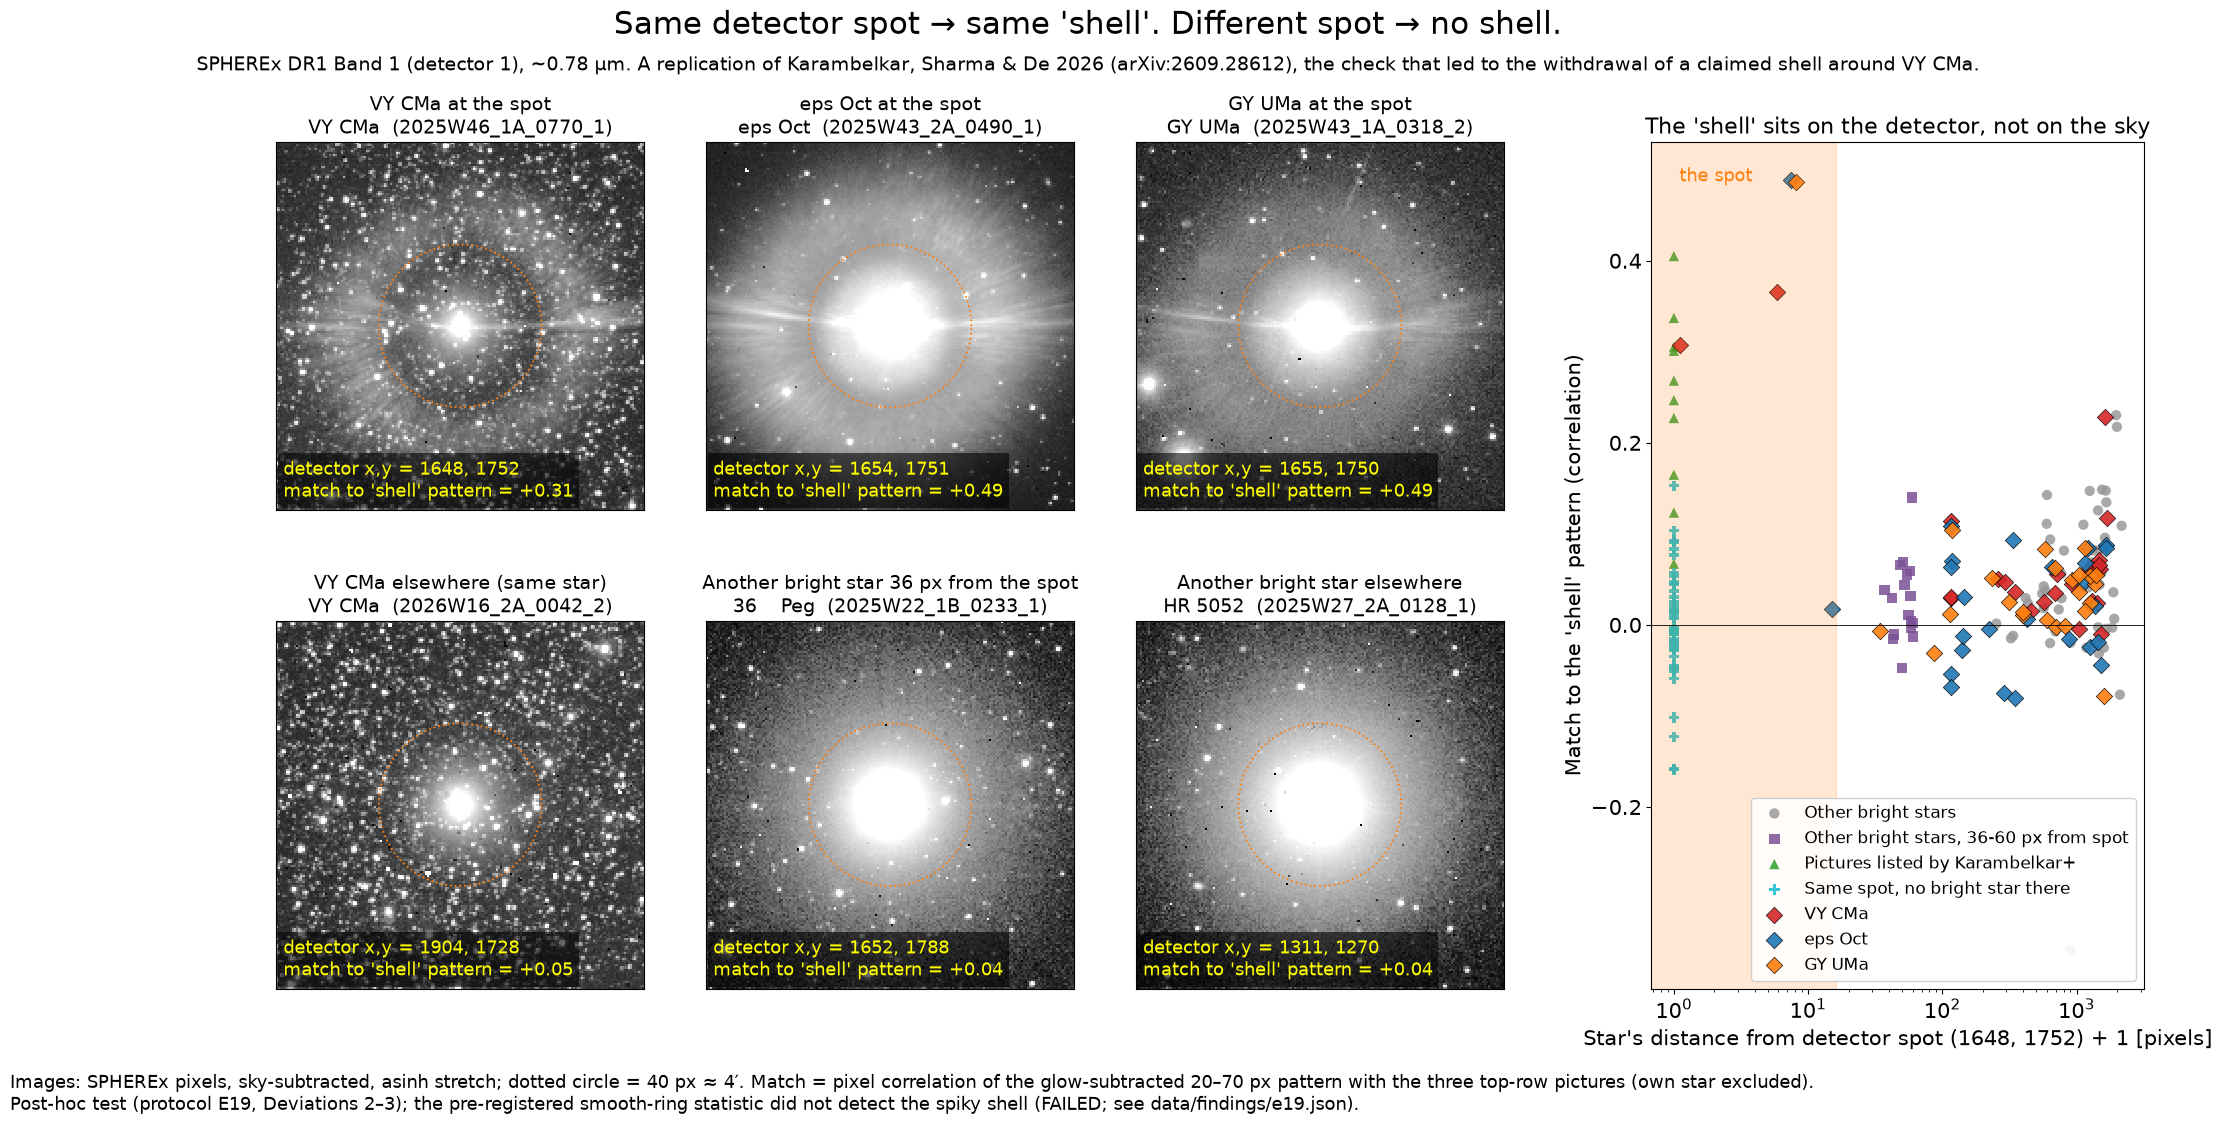 Same detector spot → same 'shell'. Different spot → no shell.
SPHEREx DR1 Band 1 (detector 1), ~0.78 μm. A replication of Karambelkar, Sharma & De 2026 (arXiv:2609.28612), the check that led to the withdrawal of a claimed shell around VY CMa.
VY CMa at the spot
VY CMa  (2025W46_1A_0770_1)
detector x,y = 1648, 1752
match to 'shell' pattern = +0.31
eps Oct at the spot
eps Oct  (2025W43_2A_0490_1)
detector x,y = 1654, 1751
match to 'shell' pattern = +0.49
GY UMa at the spot
GY UMa  (2025W43_1A_0318_2)
detector x,y = 1655, 1750
match to 'shell' pattern = +0.49
VY CMa elsewhere (same star)
VY CMa  (2026W16_2A_0042_2)
detector x,y = 1904, 1728
match to 'shell' pattern = +0.05
Another bright star 36 px from the spot
36    Peg  (2025W22_1B_0233_1)
detector x,y = 1652, 1788
match to 'shell' pattern = +0.04
Another bright star elsewhere
HR 5052  (2025W27_2A_0128_1)
detector x,y = 1311, 1270
match to 'shell' pattern = +0.04
The 'shell' sits on the detector, not on the sky
the spot
Match to the 'shell' pattern (correlation)
0.4
0.2
0.0
−0.2
Other bright stars
Other bright stars, 36-60 px from spot
Pictures listed by Karambelkar+
Same spot, no bright star there
VY CMa
eps Oct
GY UMa
10⁰ 10¹ 10² 10³
Star's distance from detector spot (1648, 1752) + 1 [pixels]
Images: SPHEREx pixels, sky-subtracted, asinh stretch; dotted circle = 40 px ≈ 4′. Match = pixel correlation of the glow-subtracted 20–70 px pattern with the three top-row pictures (own star excluded).
Post-hoc test (protocol E19, Deviations 2–3); the pre-registered smooth-ring statistic did not detect the spiky shell (FAILED; see data/findings/e19.json).